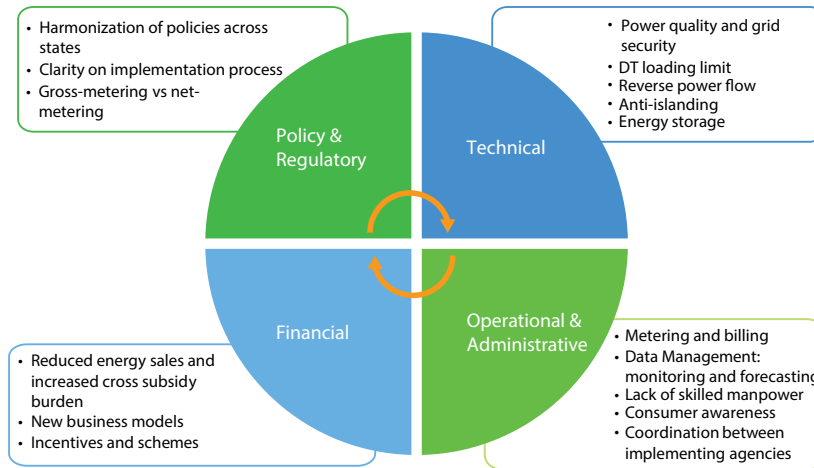 • Harmonization of policies across
states
• Clarity on implementation process
• Gross-metering vs net-
metering
• Power quality and grid
security
• DT loading limit
• Reverse power flow
• Anti-islanding
• Energy storage
Policy &
Regulatory
Technical
Financial
Operational &
Administrative
• Reduced energy sales and
increased cross subsidy
burden
• New business models
• Incentives and schemes
• Metering and billing
• Data Management:
monitoring and forecasting
• Lack of skilled manpower
• Consumer awareness
• Coordination between
implementing agencies